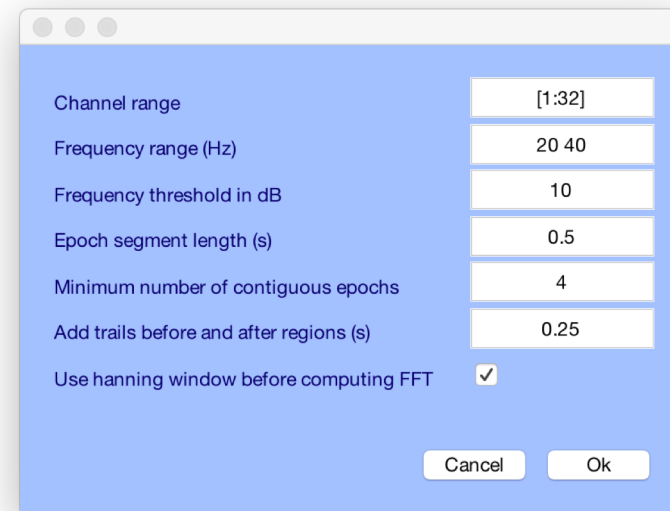 Channel range [1:32]
Frequency range (Hz) 20 40
Frequency threshold in dB 10
Epoch segment length (s) 0.5
Minimum number of contiguous epochs 4
Add trails before and after regions (s) 0.25
Use hanning window before computing FFT
Cancel Ok